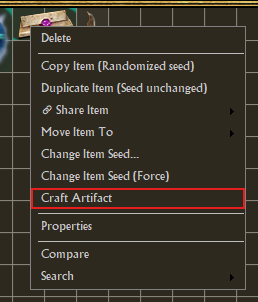 Delete
Copy Item (Randomized seed)
Duplicate Item (Seed unchanged)
Share Item
Move Item To
Change Item Seed...
Change Item Seed (Force)
Craft Artifact
Properties
Compare
Search